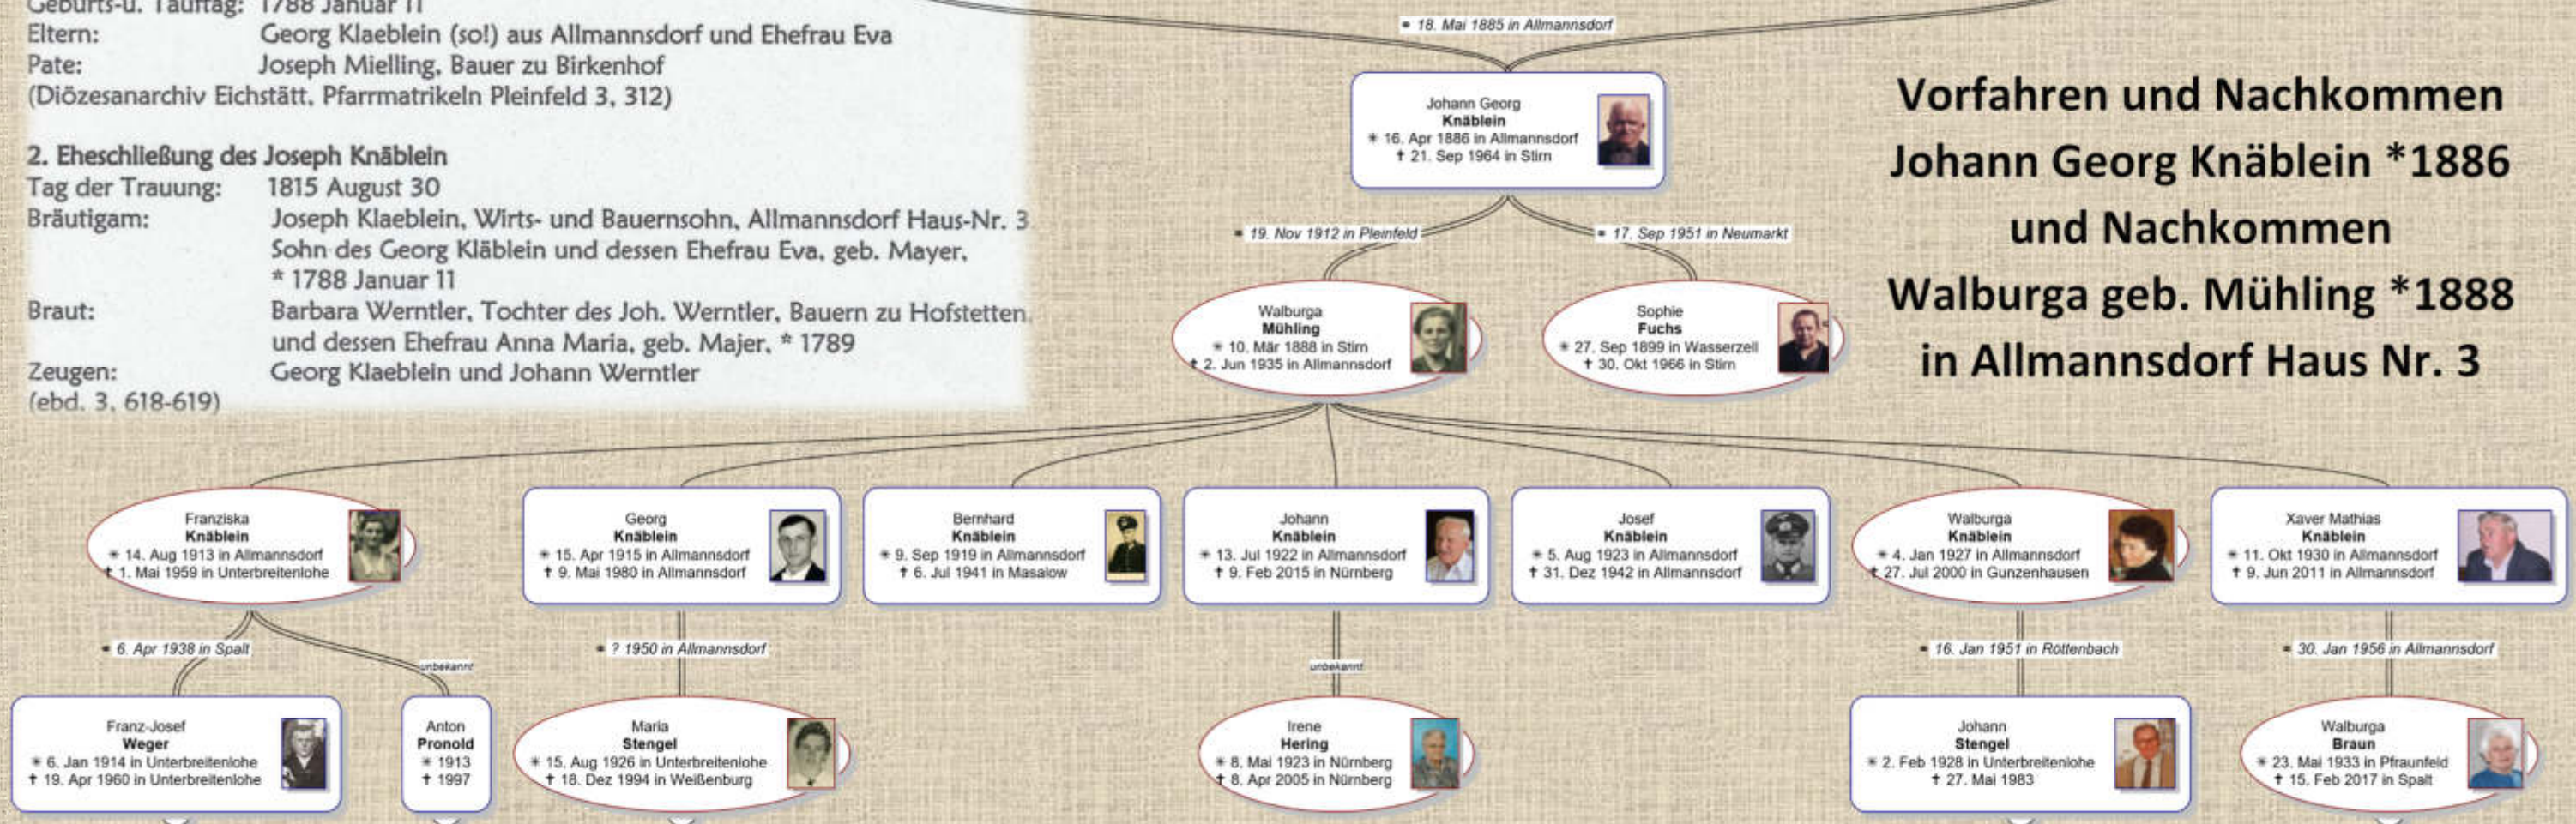 Geburts-u. Tauftag: 1788 Januar 11
Eltern: Georg Klaeblein (so!) aus Allmannsdorf und Ehefrau Eva
Pate: Joseph Mielling, Bauer zu Birkenhof
(Diözesanarchiv Eichstätt, Pfarrmatrikeln Pleinfeld 3, 312)
2. Eheschließung des Joseph Knäblein
Tag der Trauung: 1815 August 30
Bräutigam: Joseph Klaeblein, Wirts- und Bauernsohn, Allmannsdorf Haus-Nr. 3
Sohn des Georg Kläblein und dessen Ehefrau Eva, geb. Mayer,
* 1788 Januar 11
Braut: Barbara Werntler, Tochter des Joh. Werntler, Bauern zu Hofstetten,
und dessen Ehefrau Anna Maria, geb. Majer, * 1789
Zeugen: Georg Klaeblein und Johann Werntler
(ebd. 3, 618-619)
⚭ 18. Mai 1885 in Allmannsdorf
Johann Georg
Knäblein
* 16. Apr 1886 in Allmannsdorf
† 21. Sep 1964 in Stirn
Vorfahren und Nachkommen
Johann Georg Knäblein *1886
und Nachkommen
Walburga geb. Mühling *1888
in Allmannsdorf Haus Nr. 3
⚭ 19. Nov 1912 in Pleinfeld
⚭ 17. Sep 1951 in Neumarkt
Walburga
Mühling
* 10. Mär 1888 in Stirn
† 2. Jun 1935 in Allmannsdorf
Sophie
Fuchs
* 27. Sep 1899 in Wasserzell
† 30. Okt 1966 in Stirn
Franziska
Knäblein
* 14. Aug 1913 in Allmannsdorf
† 1. Mai 1959 in Unterbreitenlohe
Georg
Knäblein
* 15. Apr 1915 in Allmannsdorf
† 9. Mai 1980 in Allmannsdorf
Bernhard
Knäblein
* 9. Sep 1919 in Allmannsdorf
† 6. Jul 1941 in Masalow
Johann
Knäblein
* 13. Jul 1922 in Allmannsdorf
† 9. Feb 2015 in Nürnberg
Josef
Knäblein
* 5. Aug 1923 in Allmannsdorf
† 31. Dez 1942 in Allmannsdorf
Walburga
Knäblein
* 4. Jan 1927 in Allmannsdorf
† 27. Jul 2000 in Gunzenhausen
Xaver Mathias
Knäblein
* 11. Okt 1930 in Allmannsdorf
† 9. Jun 2011 in Allmannsdorf
⚭ 6. Apr 1938 in Spalt
unbekannt
⚭ ? 1950 in Allmannsdorf
unbekannt
⚭ 16. Jan 1951 in Röttenbach
⚭ 30. Jan 1956 in Allmannsdorf
Franz-Josef
Weger
* 6. Jan 1914 in Unterbreitenlohe
† 19. Apr 1960 in Unterbreitenlohe
Anton
Pronold
* 1913
† 1997
Maria
Stengel
* 15. Aug 1926 in Unterbreitenlohe
† 18. Dez 1994 in Weißenburg
Irene
Hering
* 8. Mai 1923 in Nürnberg
† 8. Apr 2005 in Nürnberg
Johann
Stengel
* 2. Feb 1928 in Unterbreitenlohe
† 27. Mai 1983
Walburga
Braun
* 23. Mai 1933 in Pfraunfeld
† 15. Feb 2017 in Spalt